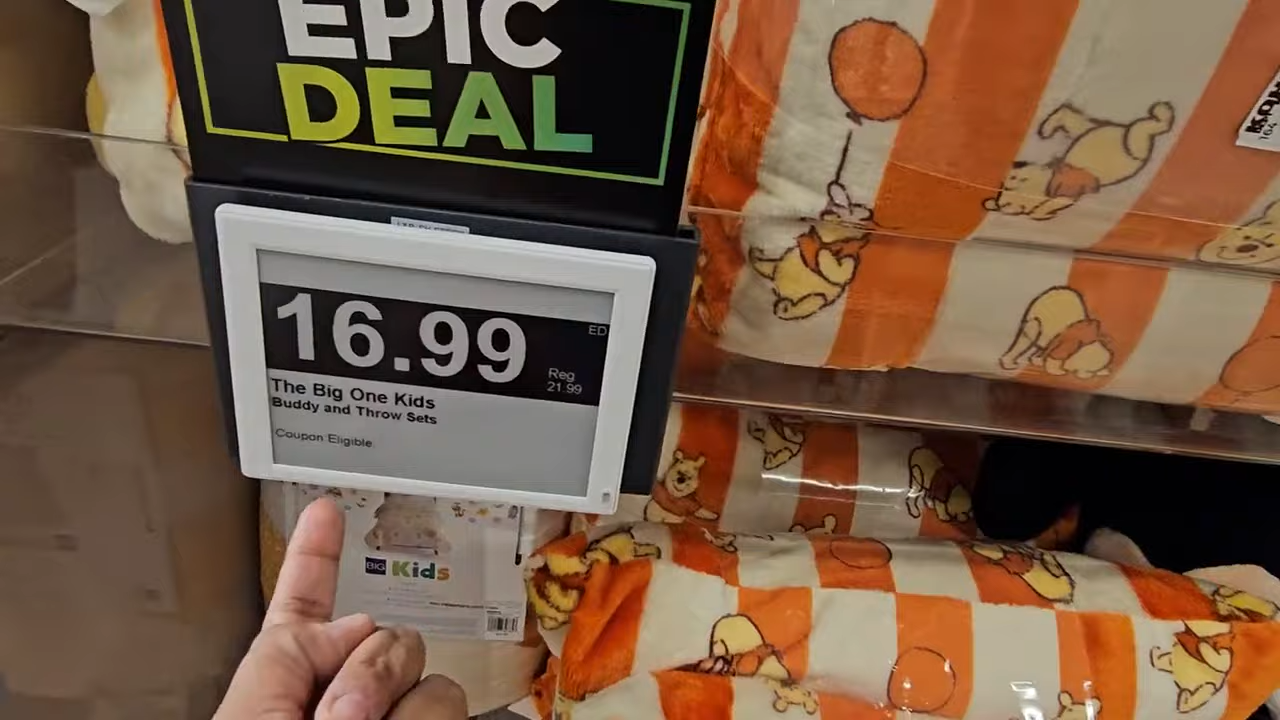 EPIC
DEAL
16.99
ED
Reg
21.99
The Big One Kids
Buddy and Throw Sets
Coupon Eligible
BIG
Kids